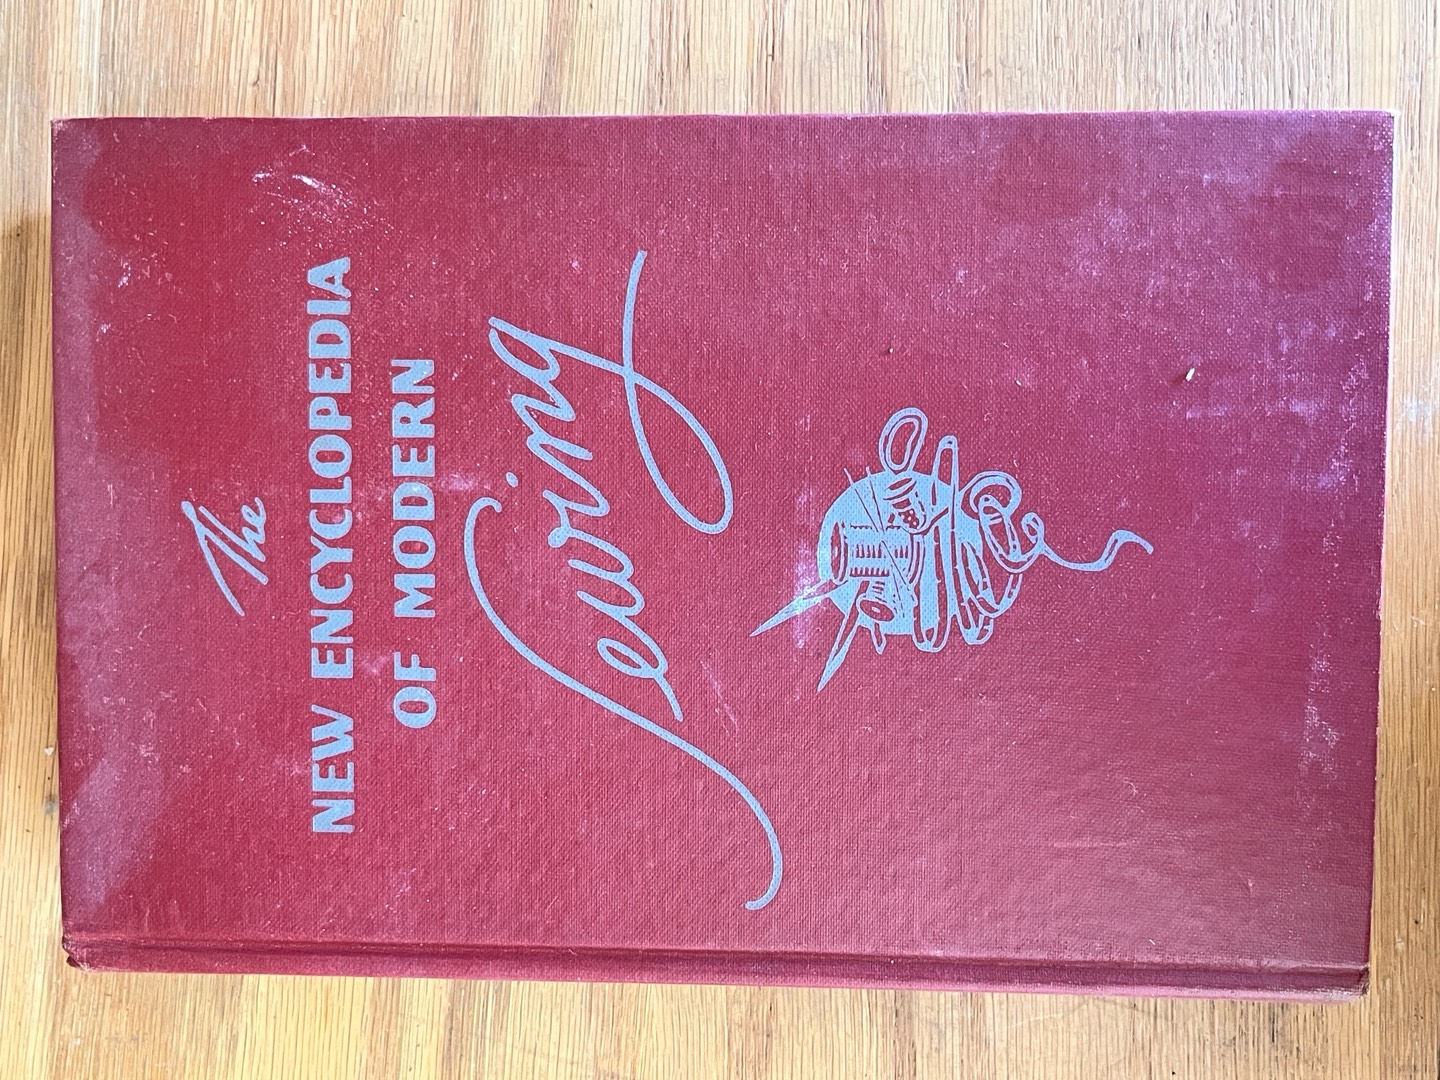 The
NEW ENCYCLOPEDIA
OF MODERN
Sewing